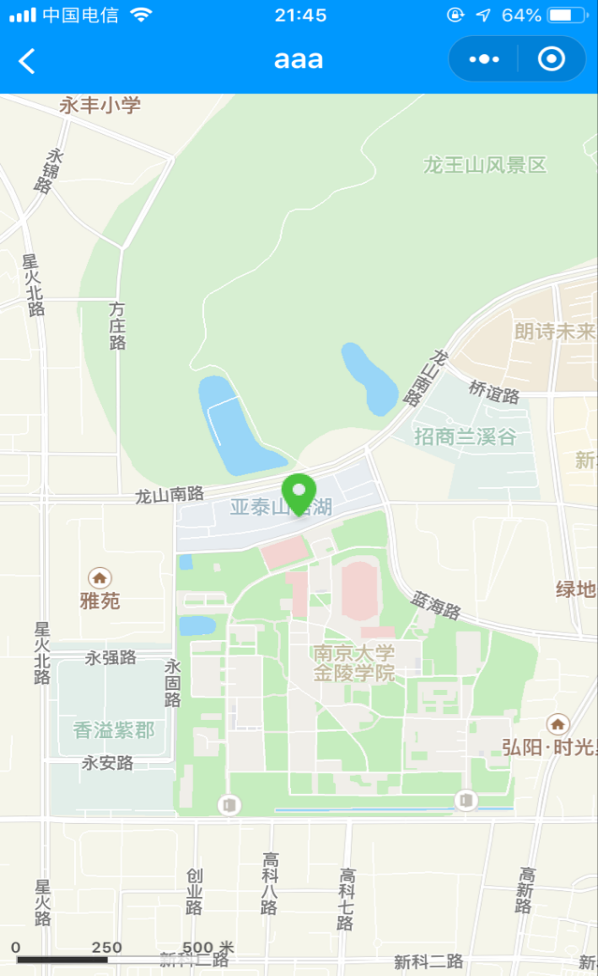 中国电信
21:45
64%
aaa
永丰小学
永锦路
龙王山风景区
星火北路
方庄路
朗诗未来
龙山南路
桥谊路
招商兰溪谷
龙山南路
亚泰山 湖
雅苑
绿地
蓝海路
星火北路
永强路
永固路
南京大学
金陵学院
香溢紫郡
弘阳·时光里
永安路
星火路
创业路
高科八路
高科七路
高新路
0 250 500 米
新科二路
新科二路
新